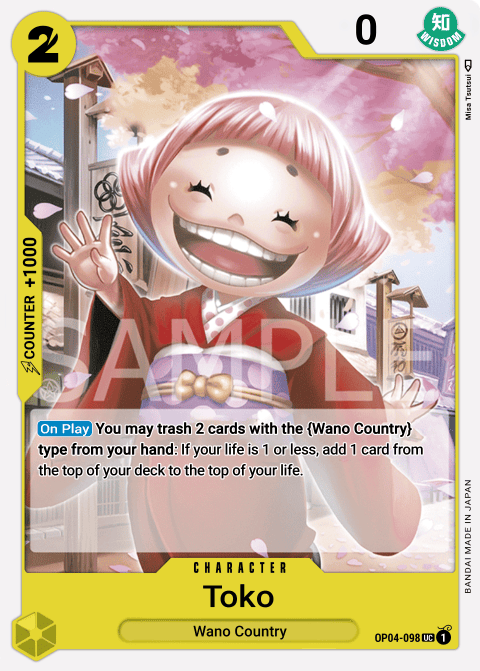 2
0
知
WISDOM
Misa Tsutsui
COUNTER +1000
SAMPLE
On Play You may trash 2 cards with the {Wano Country}
type from your hand: If your life is 1 or less, add 1 card from
the top of your deck to the top of your life.
BANDAI MADE IN JAPAN
CHARACTER
Toko
Wano Country
OP04-098 UC 1